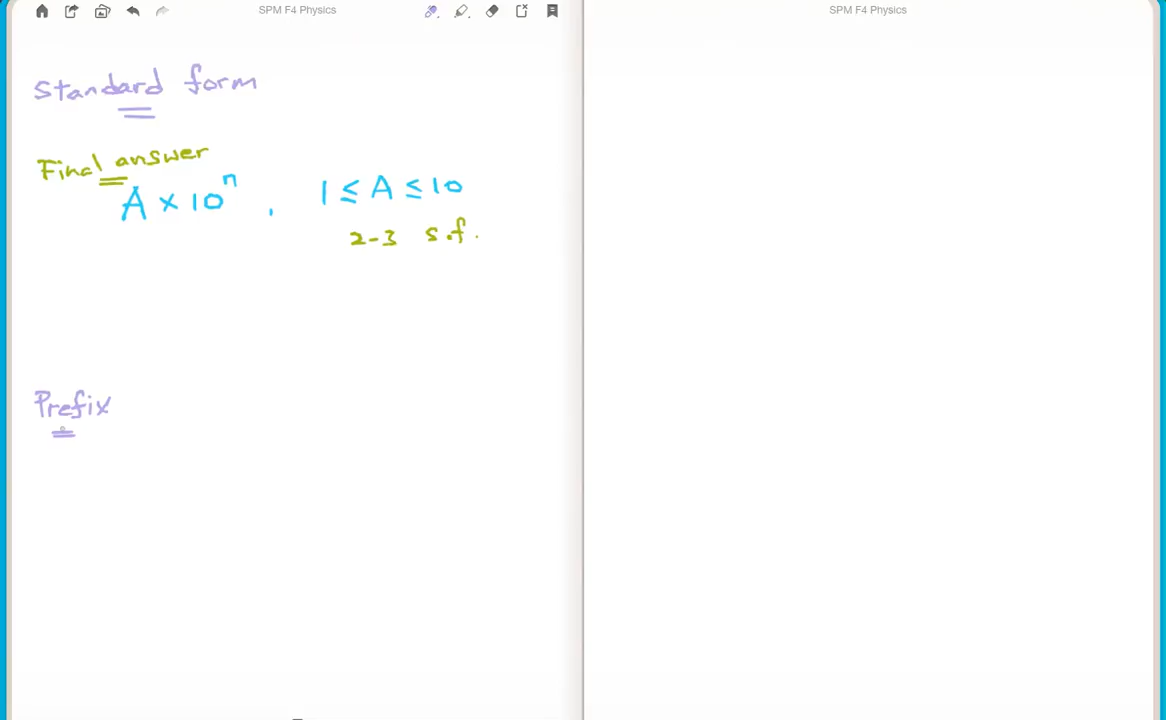 SPM F4 Physics
SPM F4 Physics
Standard form
Final answer
A × 10ⁿ , 1 ≤ A ≤ 10
2-3 s.f.
Prefix